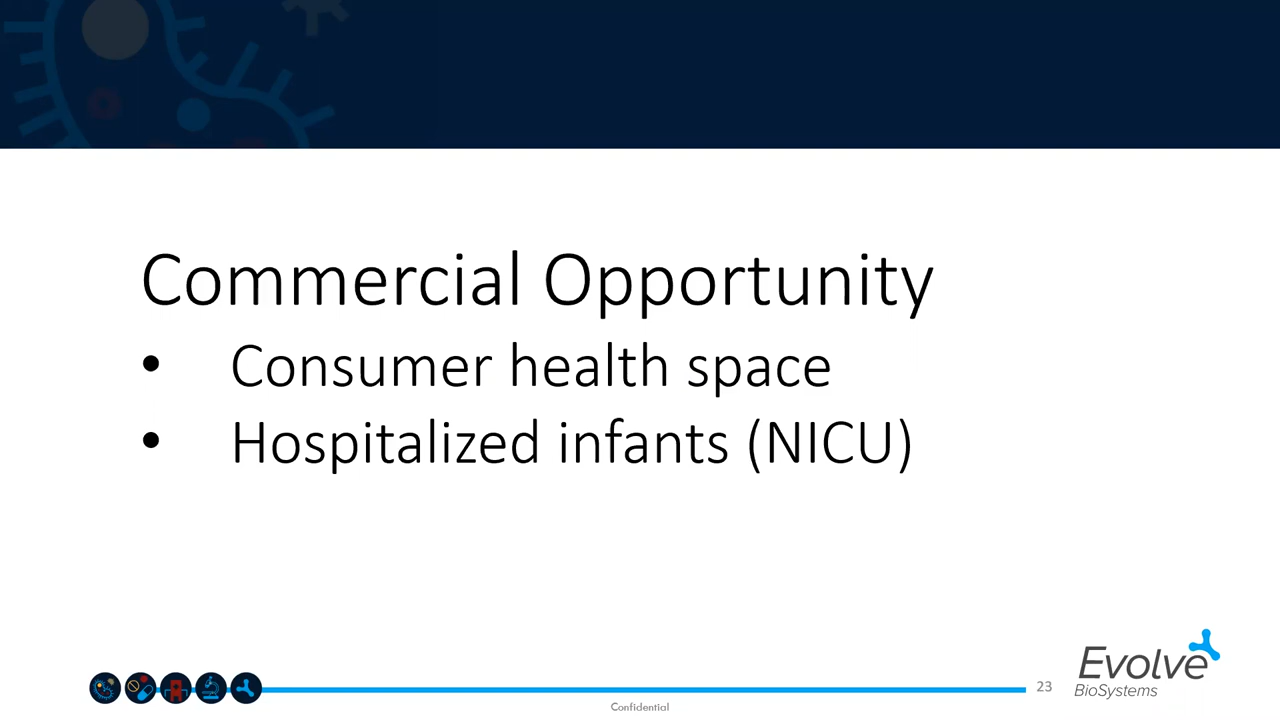 Commercial Opportunity
• Consumer health space
• Hospitalized infants (NICU)
23
Evolve
BioSystems
Confidential